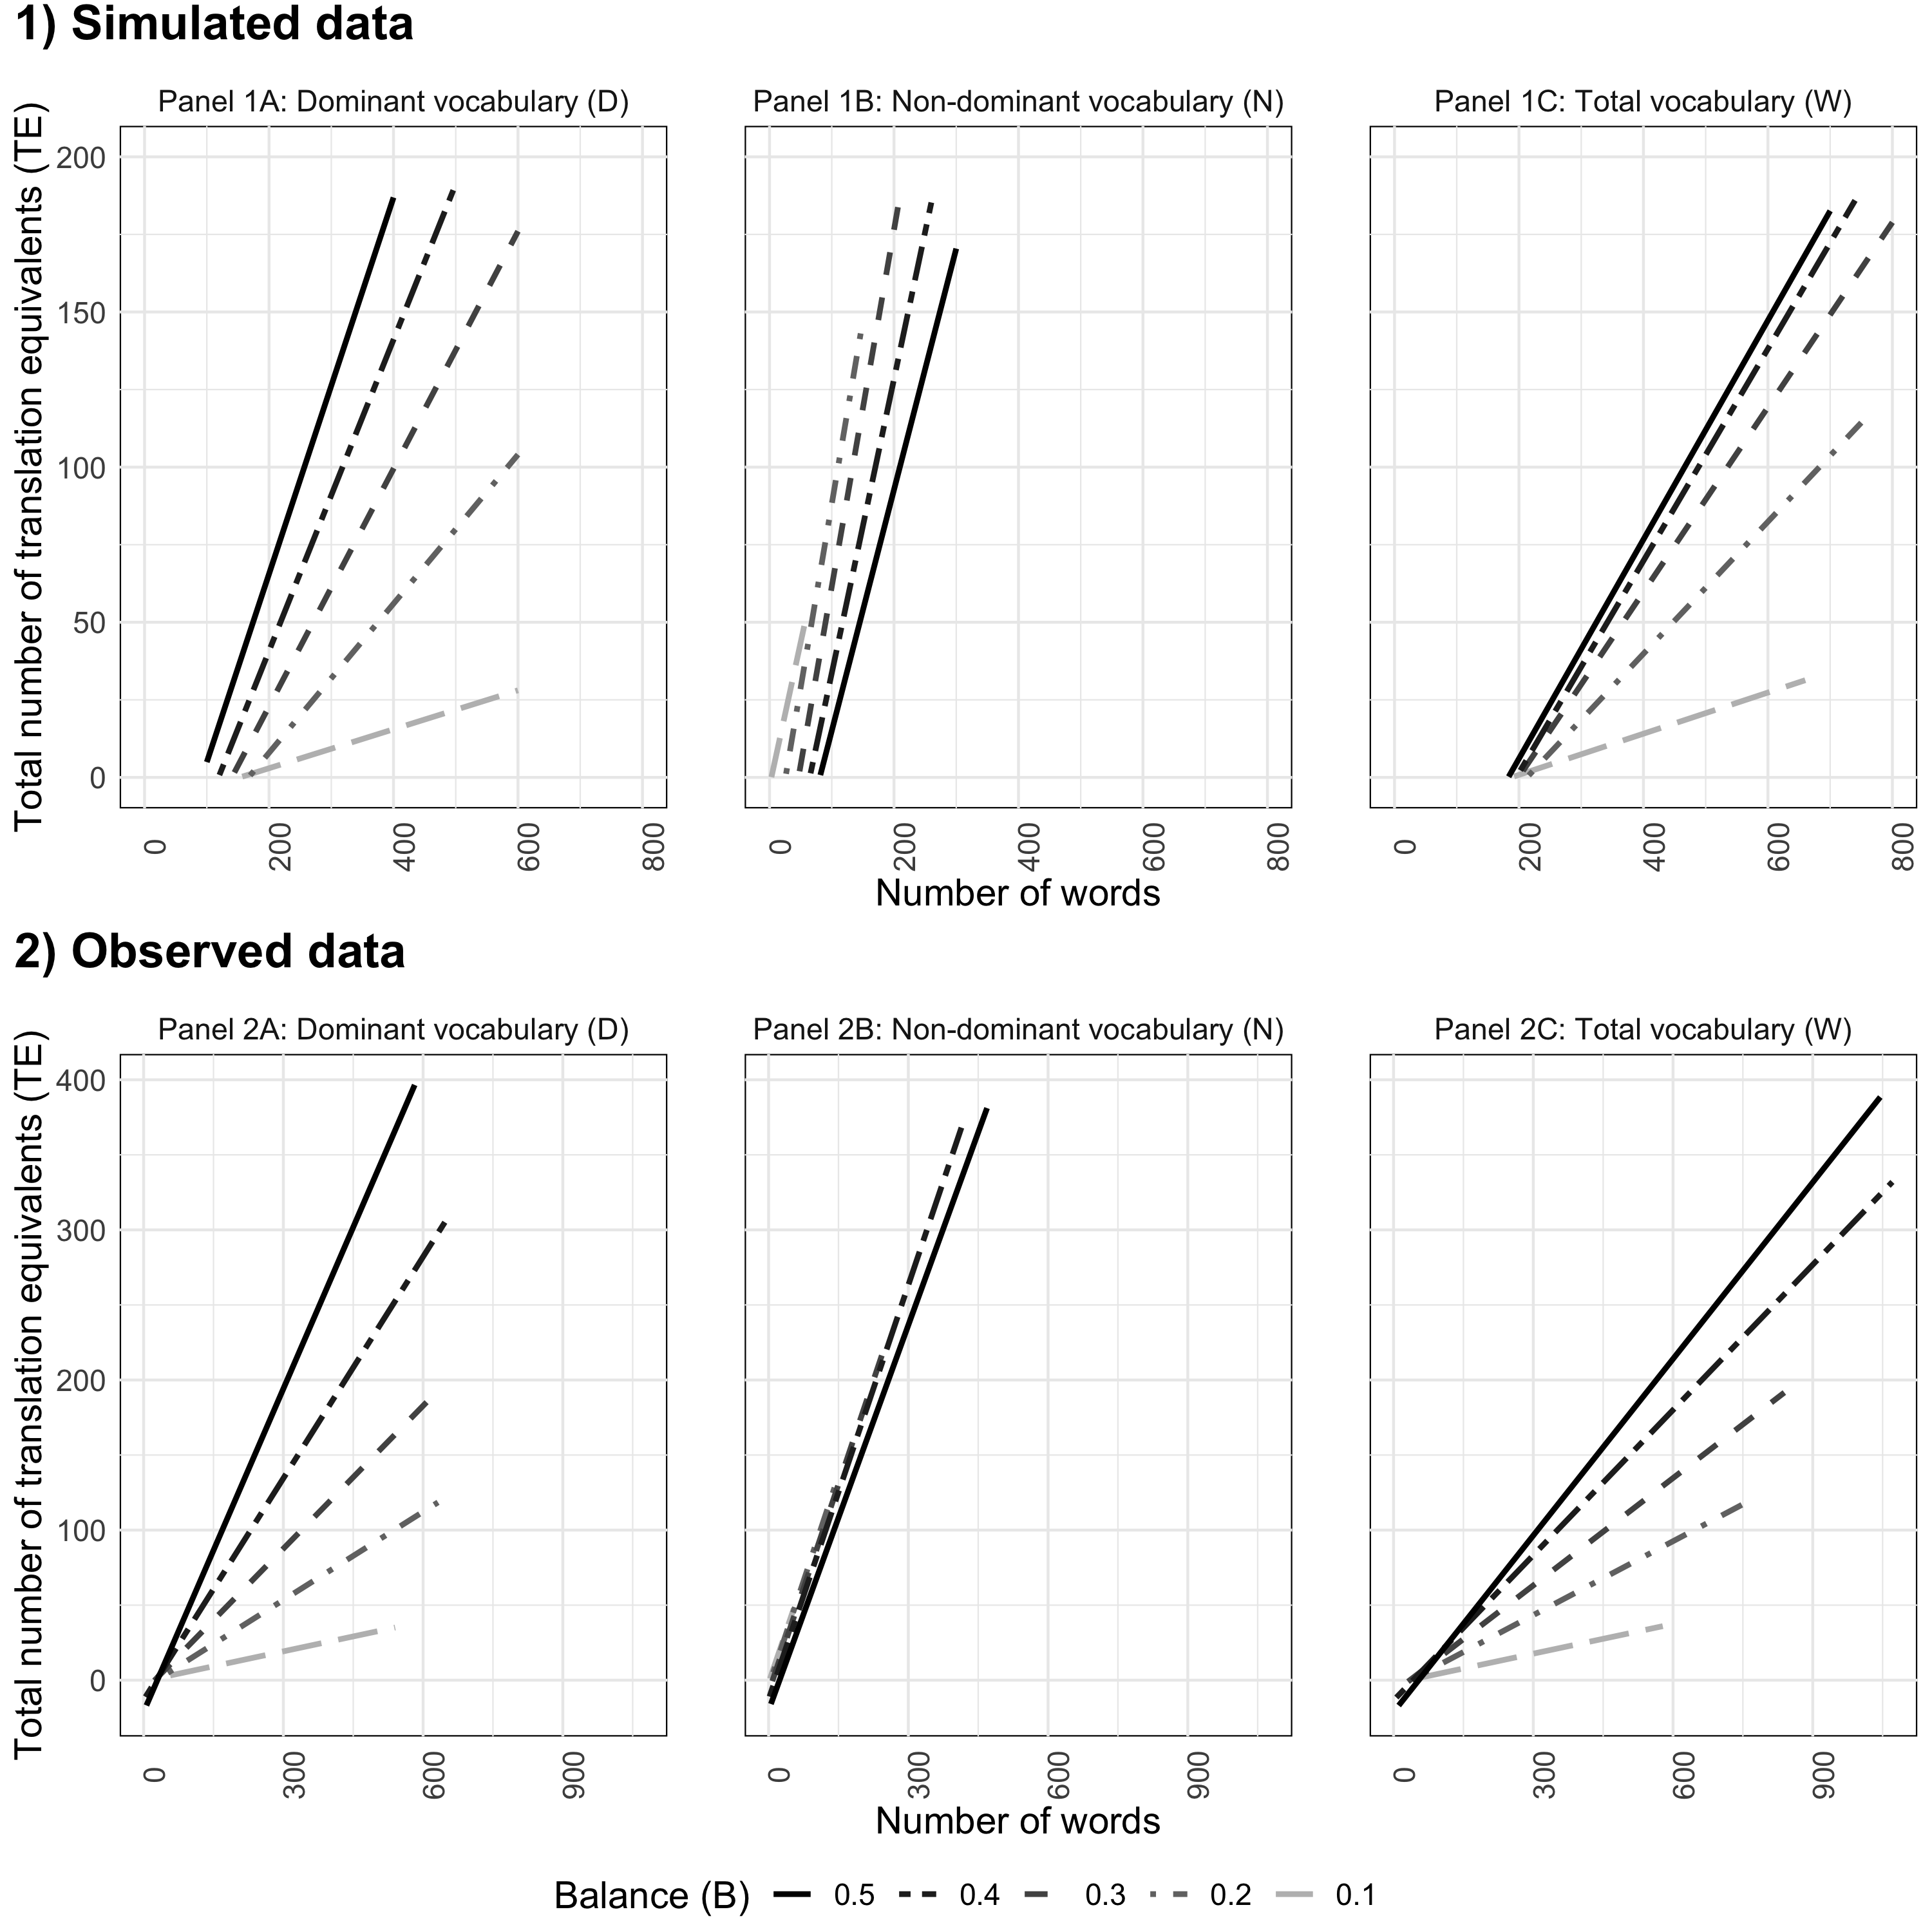 1) Simulated data
Panel 1A: Dominant vocabulary (D)
Panel 1B: Non-dominant vocabulary (N)
Panel 1C: Total vocabulary (W)
Total number of translation equivalents (TE)
200
150
100
50
0
0 200 400 600 800
0 200 400 600 800
0 200 400 600 800
Number of words
2) Observed data
Panel 2A: Dominant vocabulary (D)
Panel 2B: Non-dominant vocabulary (N)
Panel 2C: Total vocabulary (W)
Total number of translation equivalents (TE)
400
300
200
100
0
0 300 600 900
0 300 600 900
0 300 600 900
Number of words
Balance (B) 0.5 0.4 0.3 0.2 0.1